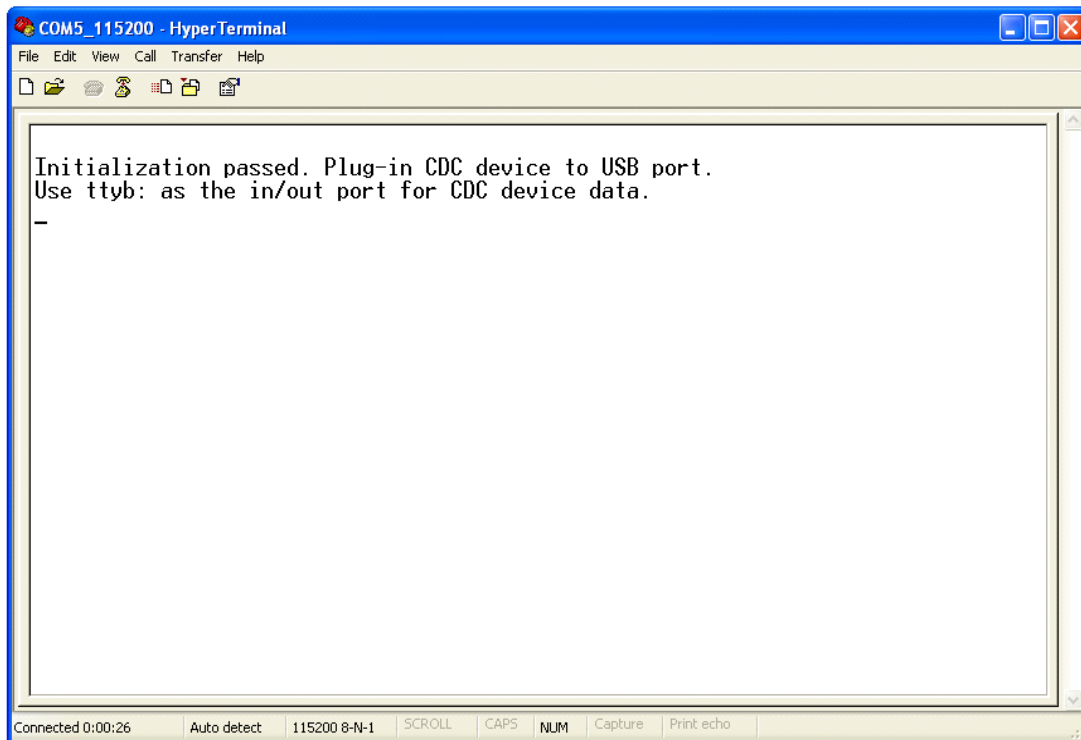 COM5_115200 - HyperTerminal
File Edit View Call Transfer Help
Initialization passed. Plug-in CDC device to USB port.
Use ttyb: as the in/out port for CDC device data.
_
Connected 0:00:26 Auto detect 115200 8-N-1 SCROLL CAPS NUM Capture Print echo